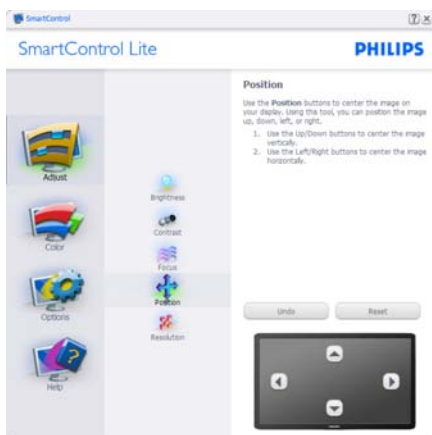 SmartControl
SmartControl Lite
PHILIPS
Adjust
Color
Options
Help
Brightness
Contrast
Focus
Position
Resolution
Position
Use the Position buttons to center the image on
your display. Using this tool, you can position the image
up, down, left, or right.
1. Use the Up/Down buttons to center the image
vertically.
2. Use the Left/Right buttons to center the image
horizontally.
Undo
Reset